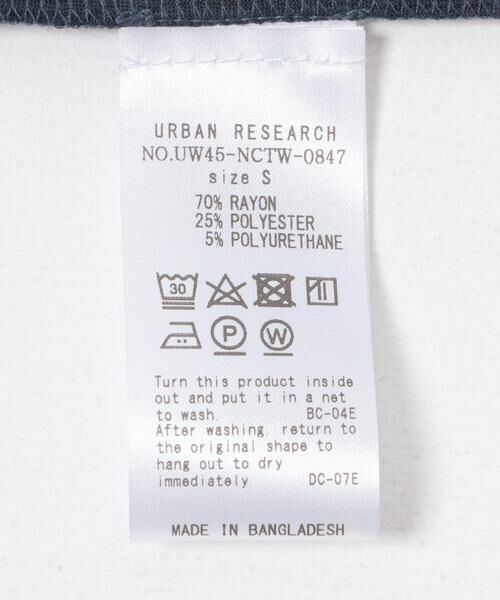 URBAN RESEARCH
NO.UW45-NCTW-0847
size S
70% RAYON
25% POLYESTER
5% POLYURETHANE
30
P W
Turn this product inside
out and put it in a net
to wash. BC-04E
After washing, return to
the original shape to
hang out to dry
immediately. DC-07E
MADE IN BANGLADESH